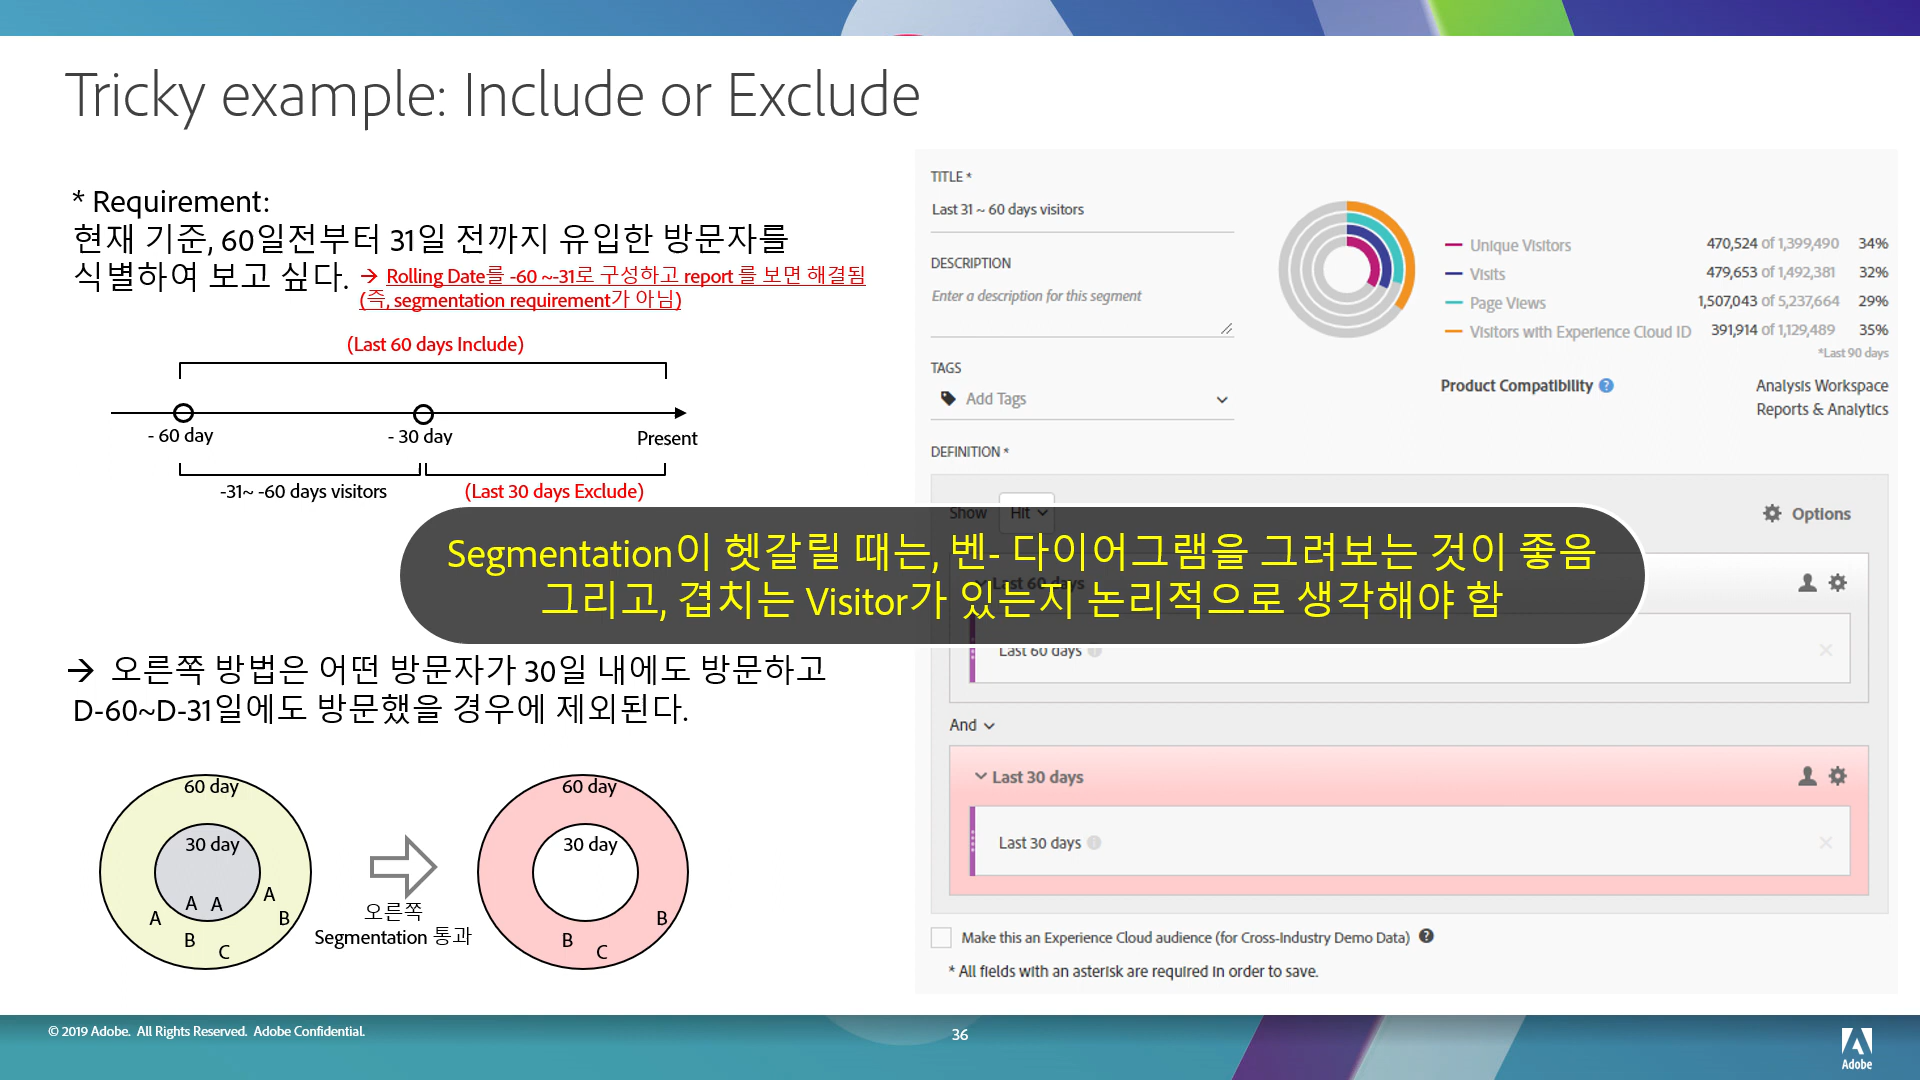 Tricky example: Include or Exclude
* Requirement:
현재 기준, 60일전부터 31일 전까지 유입한 방문자를
식별하여 보고 싶다. → Rolling Date를 -60 ~-31로 구성하고 report 를 보면 해결됨
(즉, segmentation requirement가 아님)
(Last 60 days Include)
- 60 day
- 30 day
Present
-31~ -60 days visitors
(Last 30 days Exclude)
Segmentation이 헷갈릴 때는, 벤- 다이어그램을 그려보는 것이 좋음
그리고, 겹치는 Visitor가 있는지 논리적으로 생각해야 함
→ 오른쪽 방법은 어떤 방문자가 30일 내에도 방문하고
D-60~D-31일에도 방문했을 경우에 제외된다.
60 day
30 day
A A A A
B B
C
오른쪽
Segmentation 통과
60 day
30 day
B B
C
TITLE *
Last 31 ~ 60 days visitors
DESCRIPTION
Enter a description for this segment
TAGS
Add Tags
Unique Visitors 470,524 of 1,399,490 34%
Visits 479,653 of 1,492,381 32%
Page Views 1,507,043 of 5,237,664 29%
Visitors with Experience Cloud ID 391,914 of 1,129,489 35%
*Last 90 days
Product Compatibility ? Analysis Workspace
Reports & Analytics
DEFINITION *
Show Hit
Options
Last 60 days
Last 60 days
And
Last 30 days
Last 30 days
Make this an Experience Cloud audience (for Cross-Industry Demo Data) ?
* All fields with an asterisk are required in order to save.
© 2019 Adobe. All Rights Reserved. Adobe Confidential.
36
Adobe